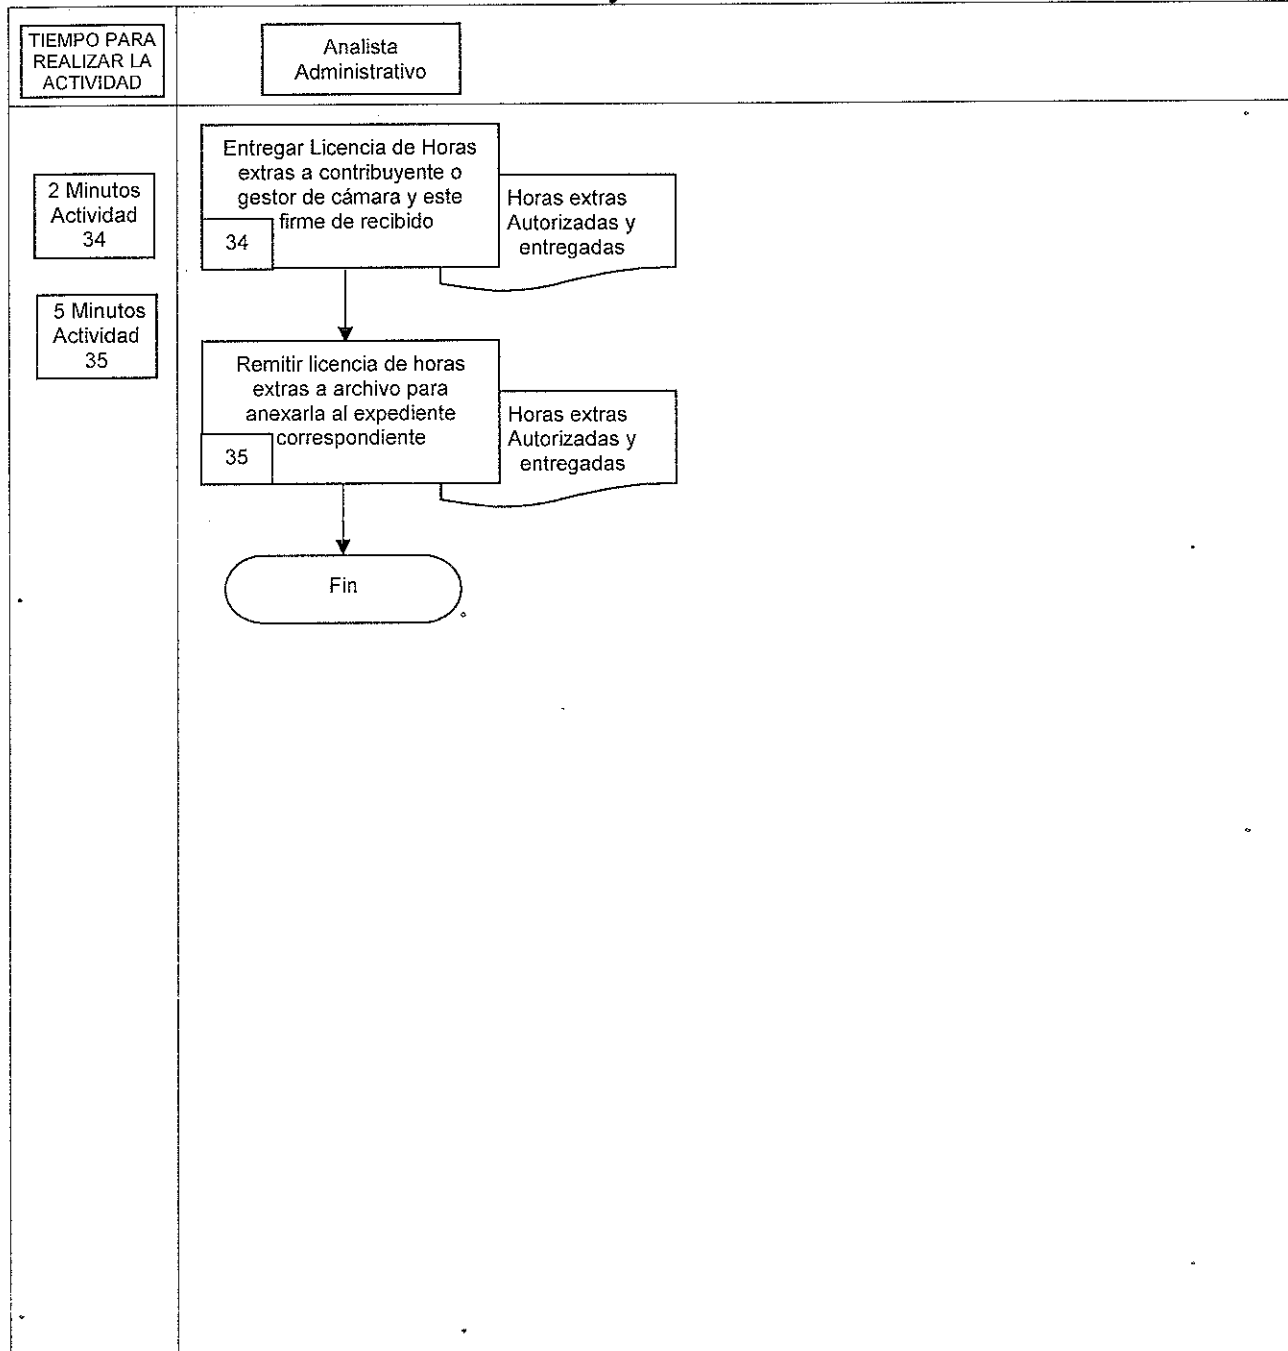 TIEMPO PARA
REALIZAR LA
ACTIVIDAD
Analista
Administrativo
2 Minutos
Actividad
34
Entregar Licencia de Horas
extras a contribuyente o
gestor de cámara y este
firme de recibido
34
Horas extras
Autorizadas y
entregadas
5 Minutos
Actividad
35
Remitir licencia de horas
extras a archivo para
anexarla al expediente
correspondiente
35
Horas extras
Autorizadas y
entregadas
Fin